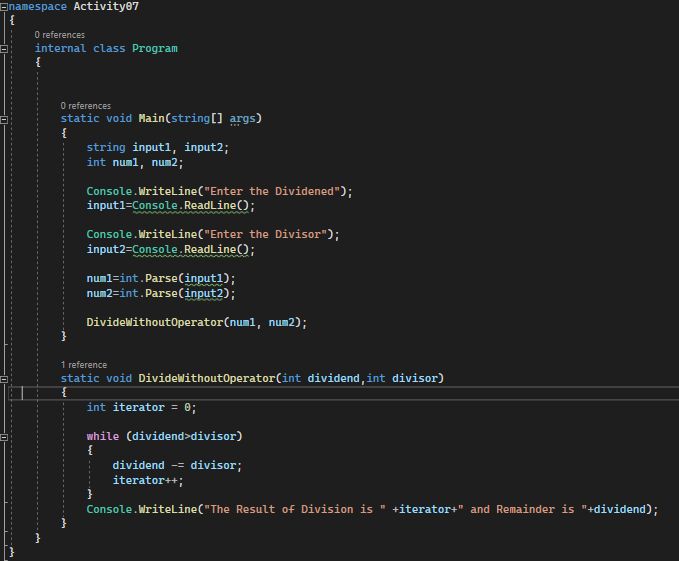 namespace Activity07
{
0 references
internal class Program
{
0 references
static void Main(string[] args)
{
string input1, input2;
int num1, num2;
Console.WriteLine("Enter the Dividened");
input1=Console.ReadLine();
Console.WriteLine("Enter the Divisor");
input2=Console.ReadLine();
num1=int.Parse(input1);
num2=int.Parse(input2);
DivideWithoutOperator(num1, num2);
}
1 reference
static void DivideWithoutOperator(int dividend,int divisor)
{
int iterator = 0;
while (dividend>divisor)
{
dividend -= divisor;
iterator++;
}
Console.WriteLine("The Result of Division is " +iterator+" and Remainder is "+dividend);
}
}
}